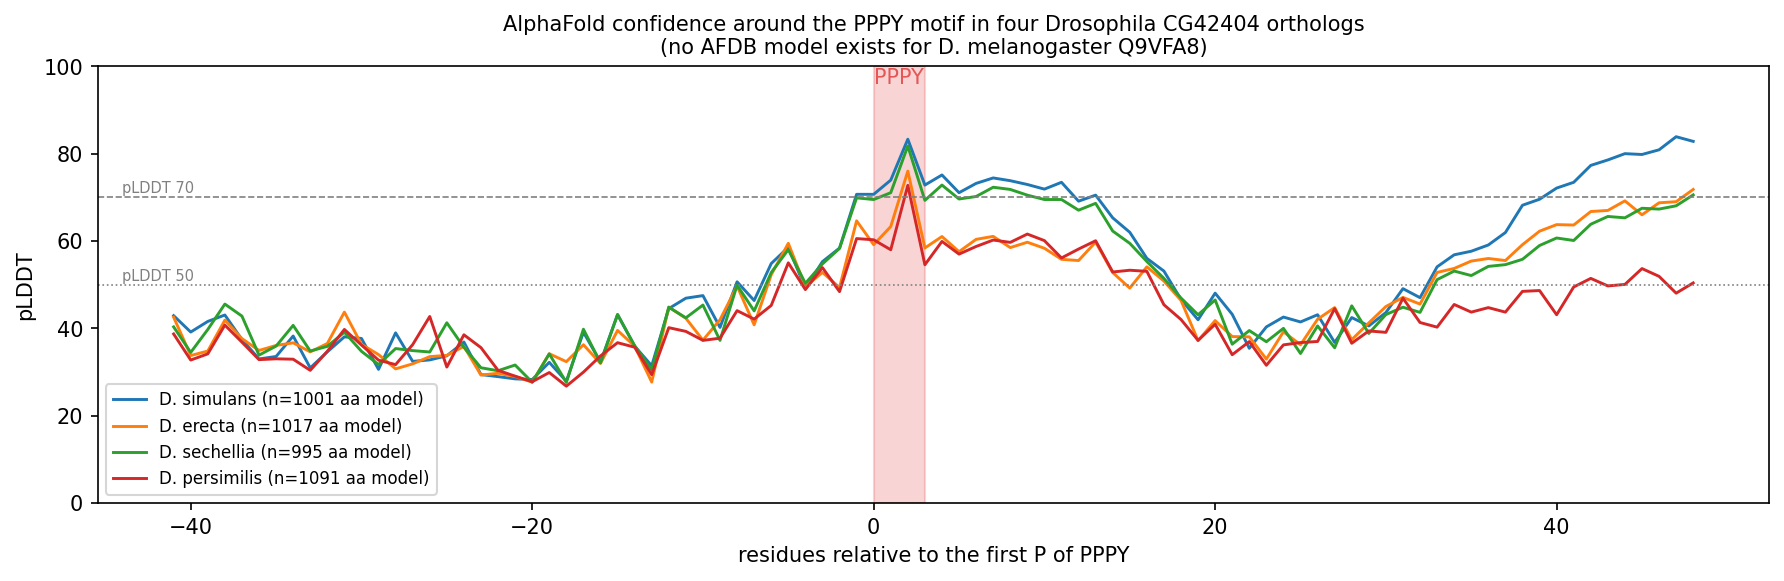 AlphaFold confidence around the PPPY motif in four Drosophila CG42404 orthologs
(no AFDB model exists for D. melanogaster Q9VFA8)
100
80
60
40
20
0
pLDDT
PPPY
pLDDT 70
pLDDT 50
D. simulans (n=1001 aa model)
D. erecta (n=1017 aa model)
D. sechellia (n=995 aa model)
D. persimilis (n=1091 aa model)
−40
−20
0
20
40
residues relative to the first P of PPPY